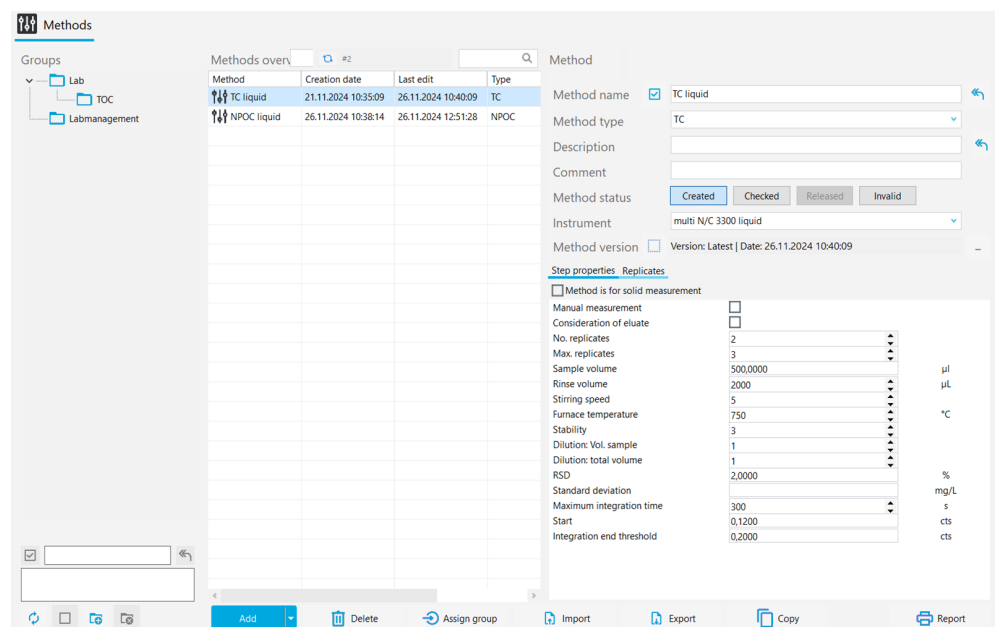 Methods
Groups
Lab
TOC
Labmanagement
Methods overv
#2
Method Creation date Last edit Type
TC liquid 21.11.2024 10:35:09 26.11.2024 10:40:09 TC
NPOC liquid 26.11.2024 10:38:14 26.11.2024 12:51:28 NPOC
Method
Method name TC liquid
Method type TC
Description
Comment
Method status Created Checked Released Invalid
Instrument multi N/C 3300 liquid
Method version Version: Latest | Date: 26.11.2024 10:40:09 ...
Step properties Replicates
Method is for solid measurement
Manual measurement
Consideration of eluate
No. replicates 2
Max. replicates 3
Sample volume 500,0000 µl
Rinse volume 2000 µL
Stirring speed 5
Furnace temperature 750 °C
Stability 3
Dilution: Vol. sample 1
Dilution: total volume 1
RSD 2,0000 %
Standard deviation mg/L
Maximum integration time 300 s
Start 0,1200 cts
Integration end threshold 0,2000 cts
Add Delete Assign group Import Export Copy Report